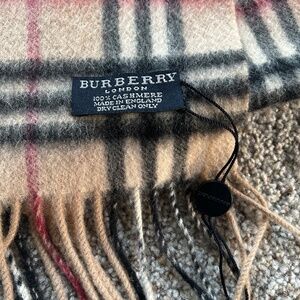 BURBERRY
LONDON
100% CASHMERE
MADE IN ENGLAND
DRY CLEAN ONLY